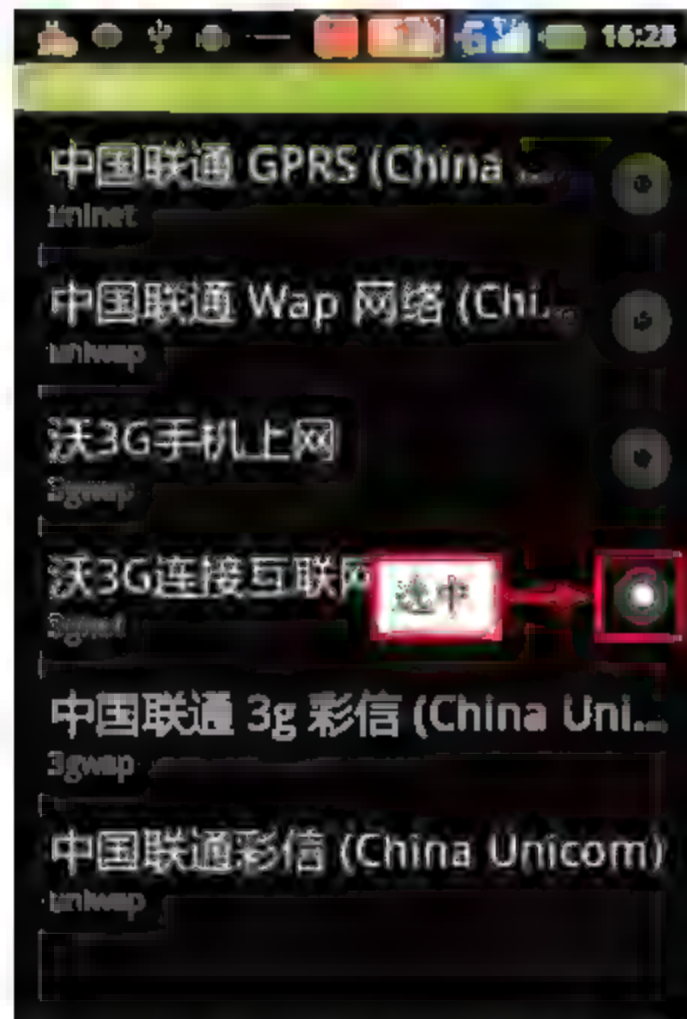 16:28
中国联通 GPRS (China ...
uninet
中国联通 Wap 网络 (Chi...
uniwap
沃3G手机上网
3gwap
沃3G连接互联网
选中
3gnet
中国联通 3g 彩信 (China Uni...
3gwap
中国联通彩信 (China Unicom)
uniwap